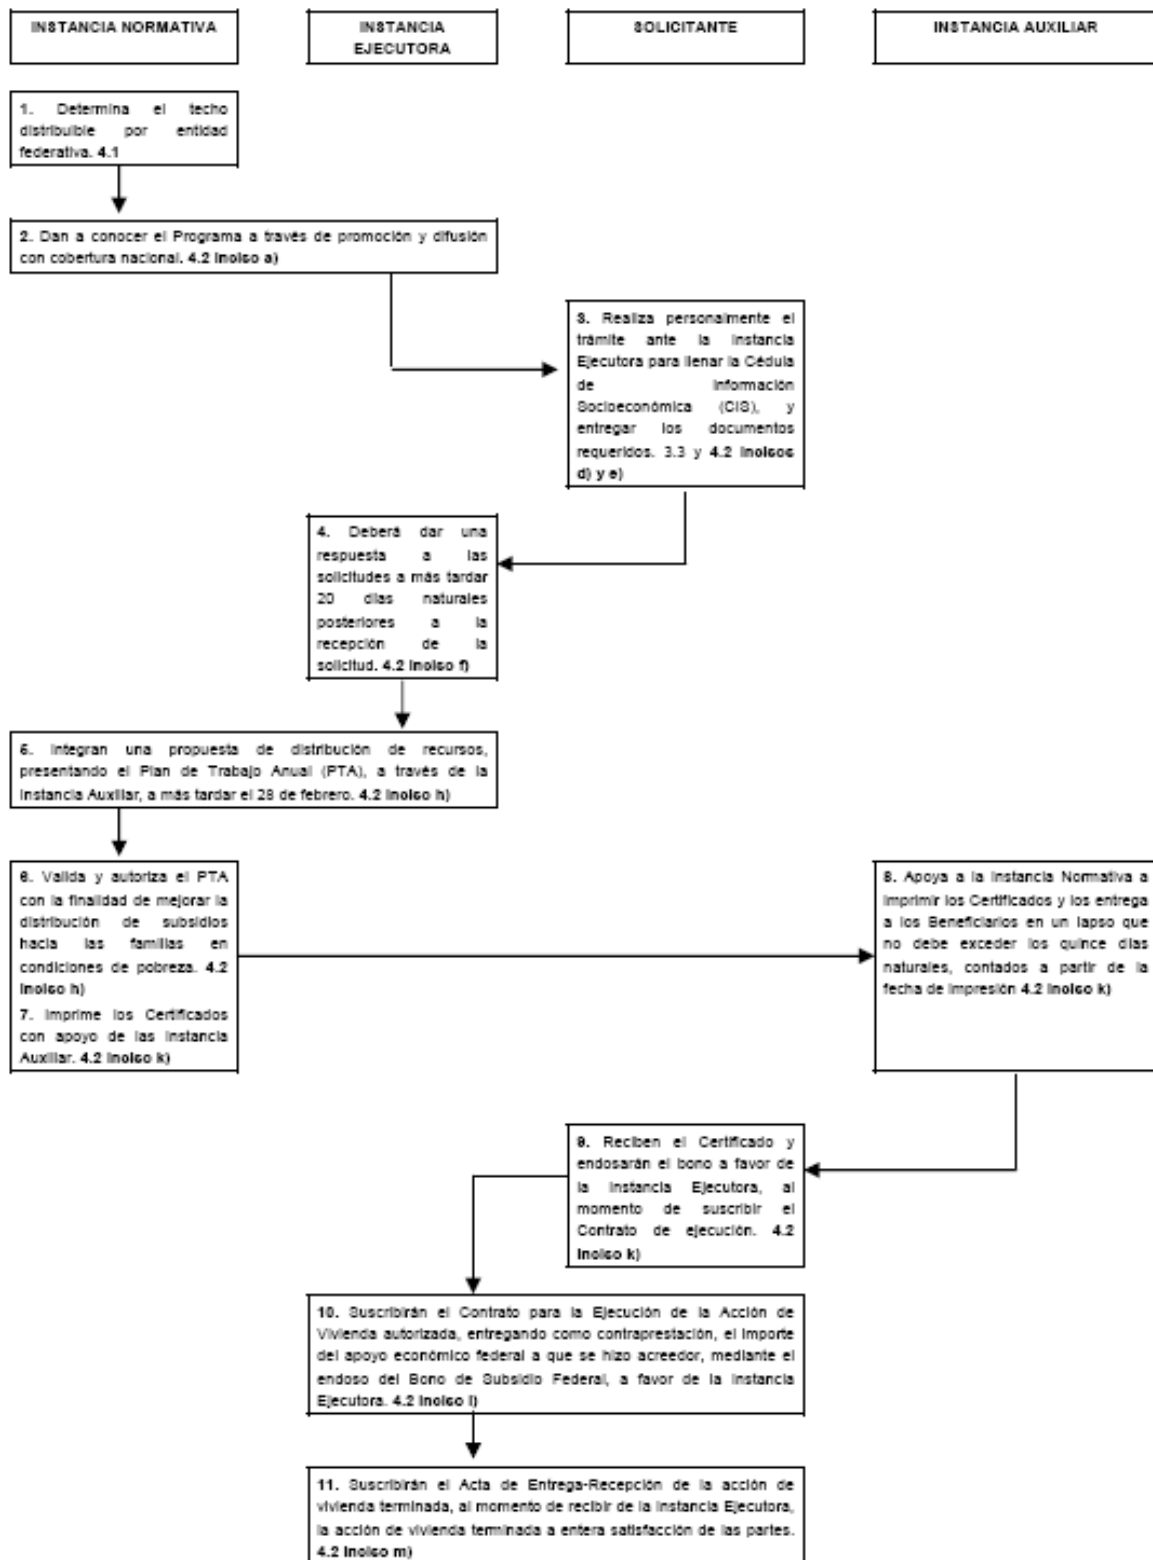 INSTANCIA NORMATIVA
INSTANCIA
EJECUTORA
SOLICITANTE
INSTANCIA AUXILIAR
1. Determina el techo
distribuible por entidad
federativa. 4.1
2. Dan a conocer el Programa a través de promoción y difusión
con cobertura nacional. 4.2 inciso a)
3. Realiza personalmente el
trámite ante la Instancia
Ejecutora para llenar la Cédula
de Información
Socioeconómica (CIS), y
entregar los documentos
requeridos. 3.3 y 4.2 incisos
d) y e)
4. Deberá dar una
respuesta a las
solicitudes a más tardar
20 días naturales
posteriores a la
recepción de la
solicitud. 4.2 inciso f)
5. Integran una propuesta de distribución de recursos,
presentando el Plan de Trabajo Anual (PTA), a través de la
Instancia Auxiliar, a más tardar el 28 de febrero. 4.2 inciso h)
6. Valida y autoriza el PTA
con la finalidad de mejorar la
distribución de subsidios
hacia las familias en
condiciones de pobreza. 4.2
inciso h)
7. Imprime los Certificados
con apoyo de las Instancia
Auxiliar. 4.2 inciso k)
8. Apoya a la Instancia Normativa a
imprimir los Certificados y los entrega
a los Beneficiarios en un lapso que
no debe exceder los quince días
naturales, contados a partir de la
fecha de impresión 4.2 inciso k)
9. Reciben el Certificado y
endosarán el bono a favor de
la Instancia Ejecutora, al
momento de suscribir el
Contrato de ejecución. 4.2
inciso k)
10. Suscribirán el Contrato para la Ejecución de la Acción de
Vivienda autorizada, entregando como contraprestación, el importe
del apoyo económico federal a que se hizo acreedor, mediante el
endoso del Bono de Subsidio Federal, a favor de la Instancia
Ejecutora. 4.2 inciso l)
11. Suscribirán el Acta de Entrega-Recepción de la acción de
vivienda terminada, al momento de recibir de la Instancia Ejecutora,
la acción de vivienda terminada a entera satisfacción de las partes.
4.2 inciso m)